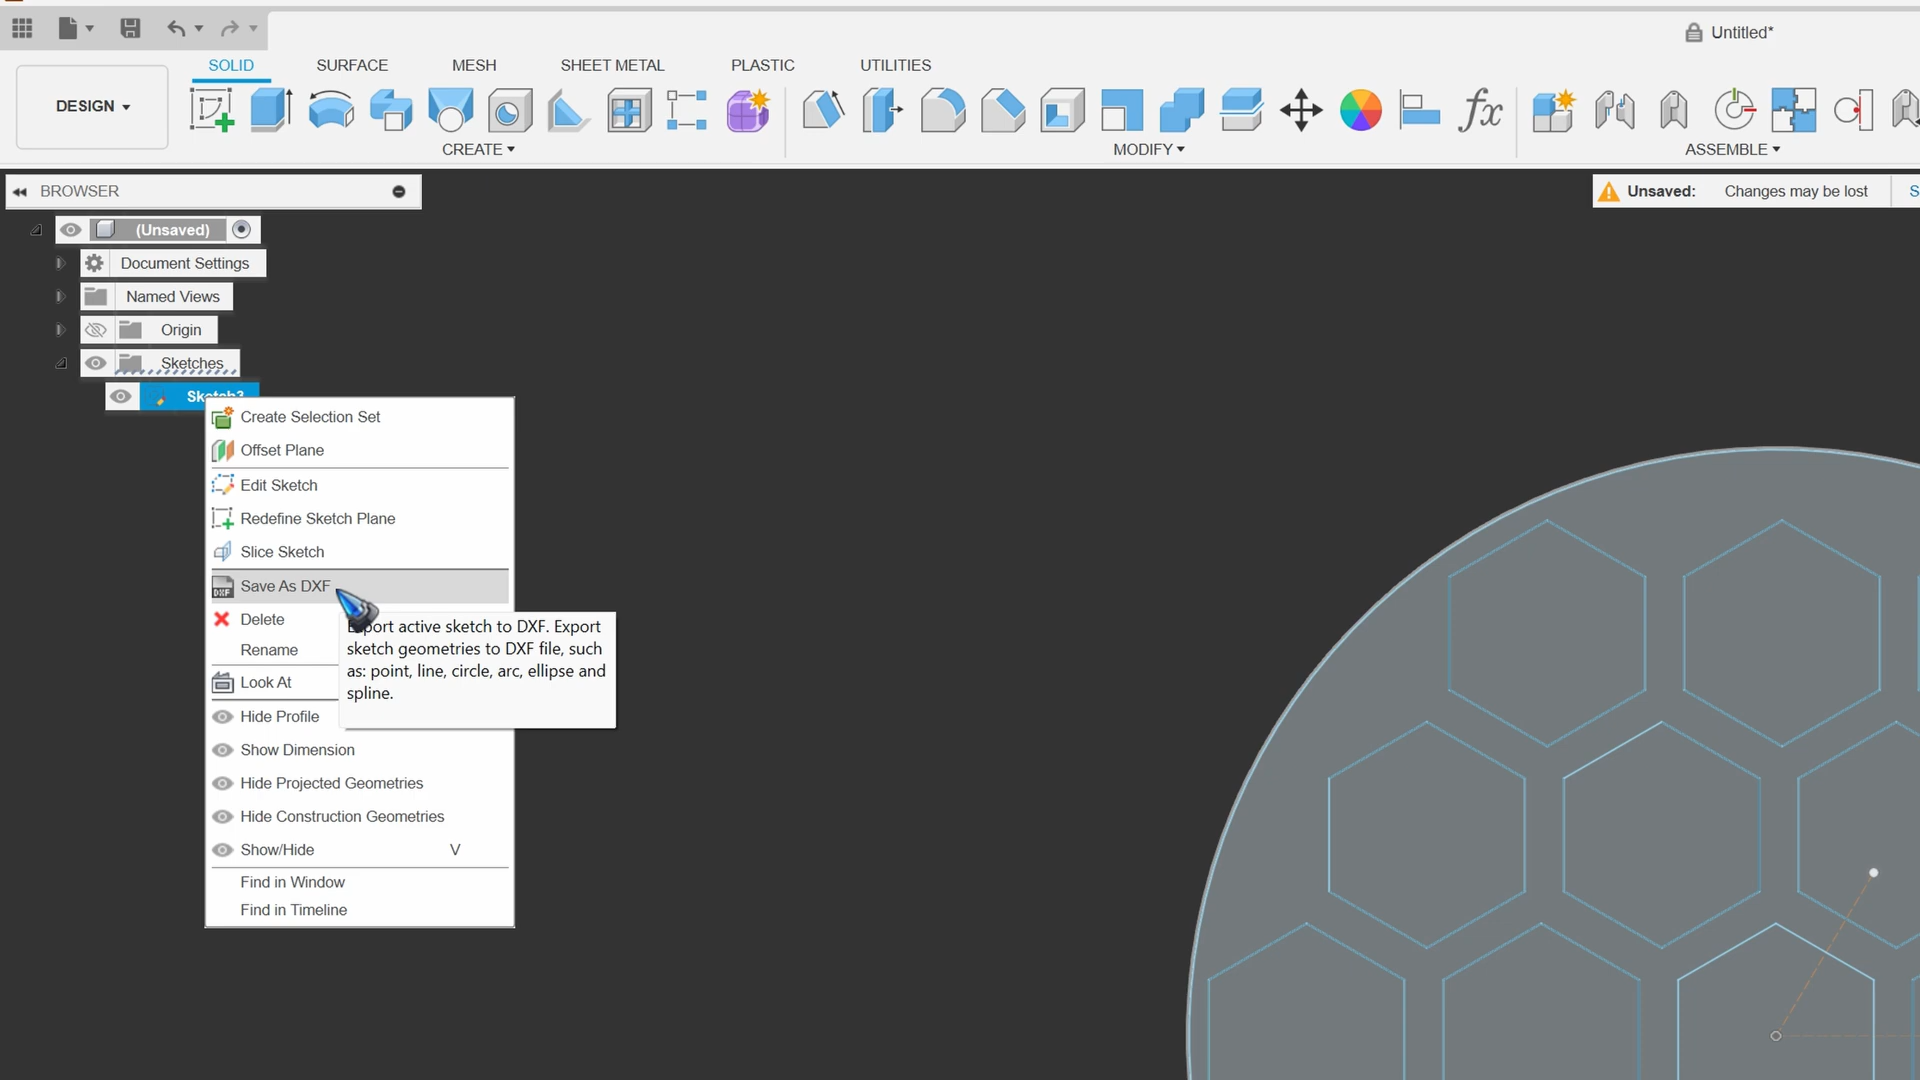 Untitled*
SOLID SURFACE MESH SHEET METAL PLASTIC UTILITIES
DESIGN
fx
CREATE MODIFY ASSEMBLE
BROWSER
Unsaved: Changes may be lost S
(Unsaved)
Document Settings
Named Views
Origin
Sketches
Sketch3
Create Selection Set
Offset Plane
Edit Sketch
Redefine Sketch Plane
Slice Sketch
DXF Save As DXF
Delete
Rename
Look At
Hide Profile
Show Dimension
Hide Projected Geometries
Hide Construction Geometries
Show/Hide V
Find in Window
Find in Timeline
Export active sketch to DXF. Export
sketch geometries to DXF file, such
as: point, line, circle, arc, ellipse and
spline.